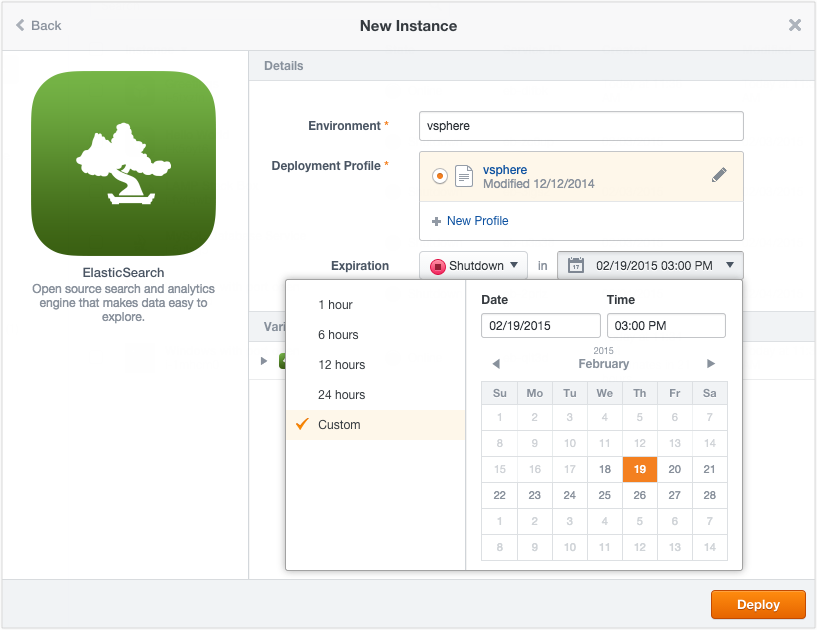 Back
New Instance
ElasticSearch
Open source search and analytics
engine that makes data easy to
explore.
Details
Environment *
vsphere
Deployment Profile *
vsphere
Modified 12/12/2014
New Profile
Expiration
Shutdown
in
17
02/19/2015 03:00 PM
Vari
1 hour
6 hours
12 hours
24 hours
Custom
Date Time
02/19/2015 03:00 PM
2015
February
Su Mo Tu We Th Fr Sa
1 2 3 4 5 6 7
8 9 10 11 12 13 14
15 16 17 18 19 20 21
22 23 24 25 26 27 28
1 2 3 4 5 6 7
8 9 10 11 12 13 14
Deploy